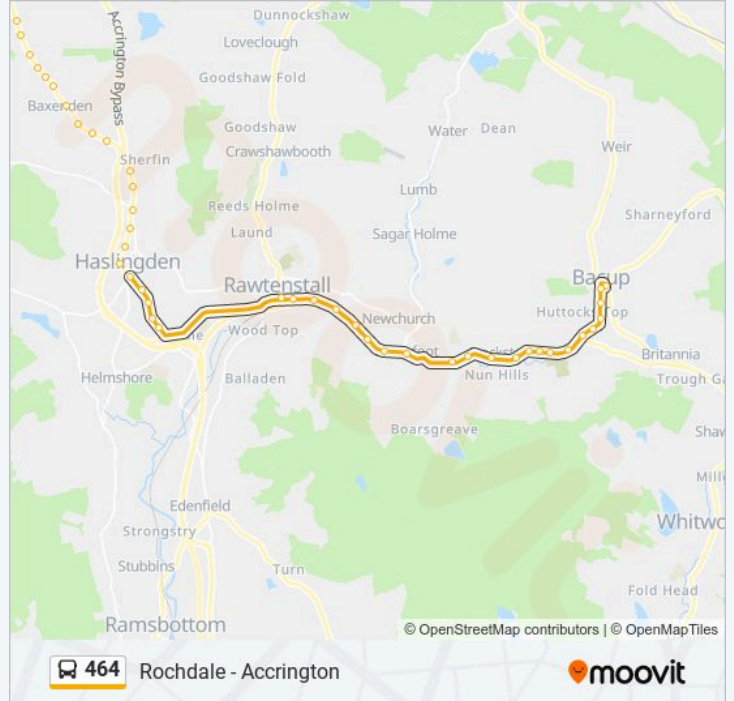 Dunnockshaw
Accrington Bypass
Loveclough
Goodshaw Fold
Baxenden
Goodshaw
Water
Dean
Crawshawbooth
Weir
Sherfin
Lumb
Reeds Holme
Sharneyford
Laund
Sagar Holme
Haslingden
Rawtenstall
Bacup
Newchurch
Huttock Top
Wood Top
Britannia
Helmshore
Balladen
Nun Hills
Trough Ga
Boarsgreave
Shaw
Mill
Edenfield
Whitwo
Strongstry
Stubbins
Turn
Fold Head
Ramsbottom
© OpenStreetMap contributors | © OpenMapTiles
464 Rochdale - Accrington
moovit